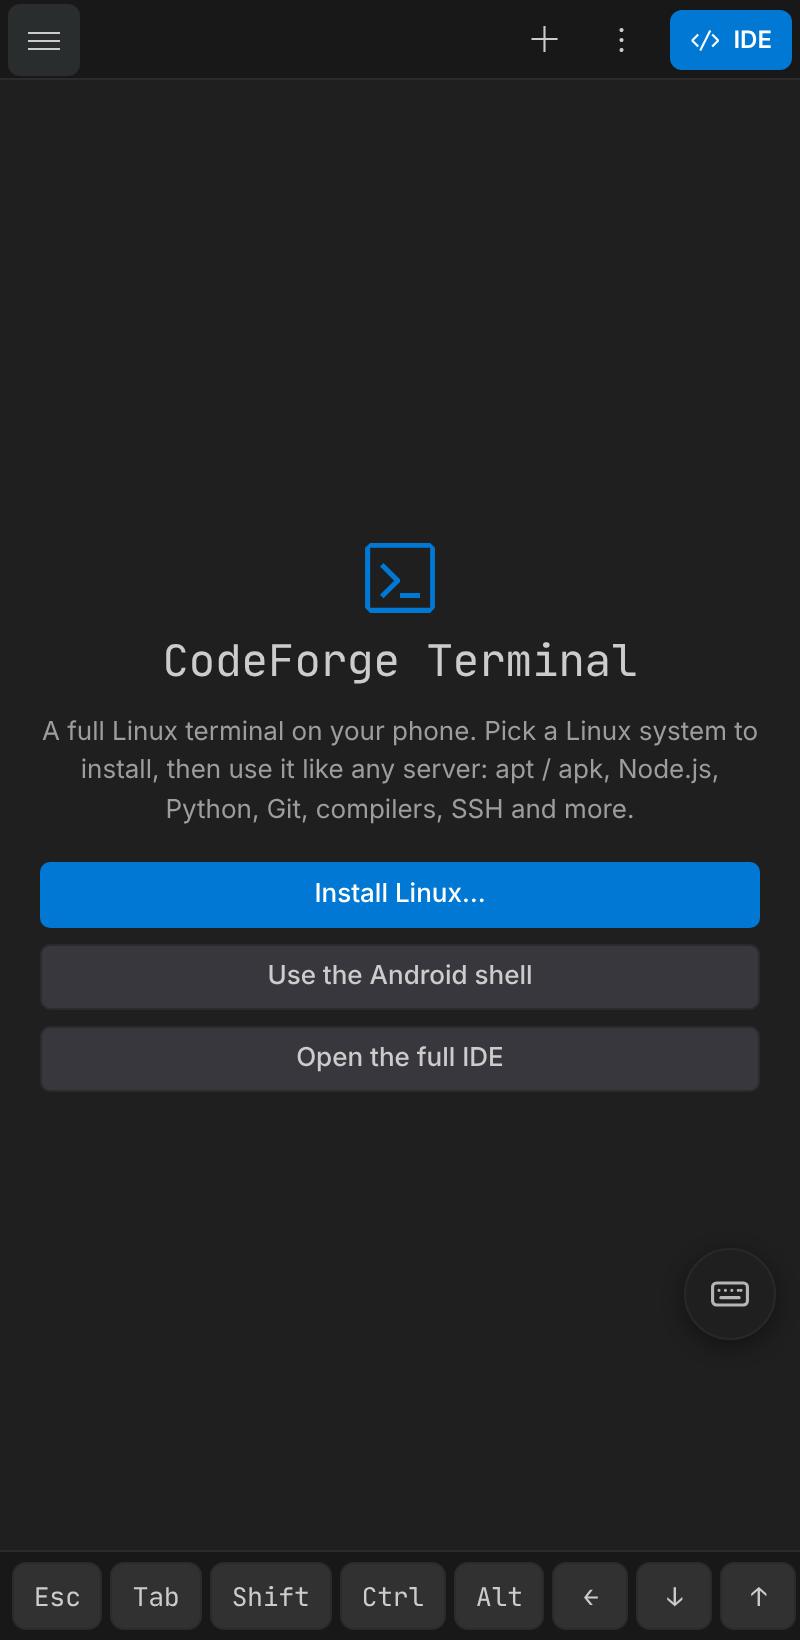 IDE
CodeForge Terminal
A full Linux terminal on your phone. Pick a Linux system to
install, then use it like any server: apt / apk, Node.js,
Python, Git, compilers, SSH and more.
Install Linux...
Use the Android shell
Open the full IDE
Esc Tab Shift Ctrl Alt ← ↓ ↑